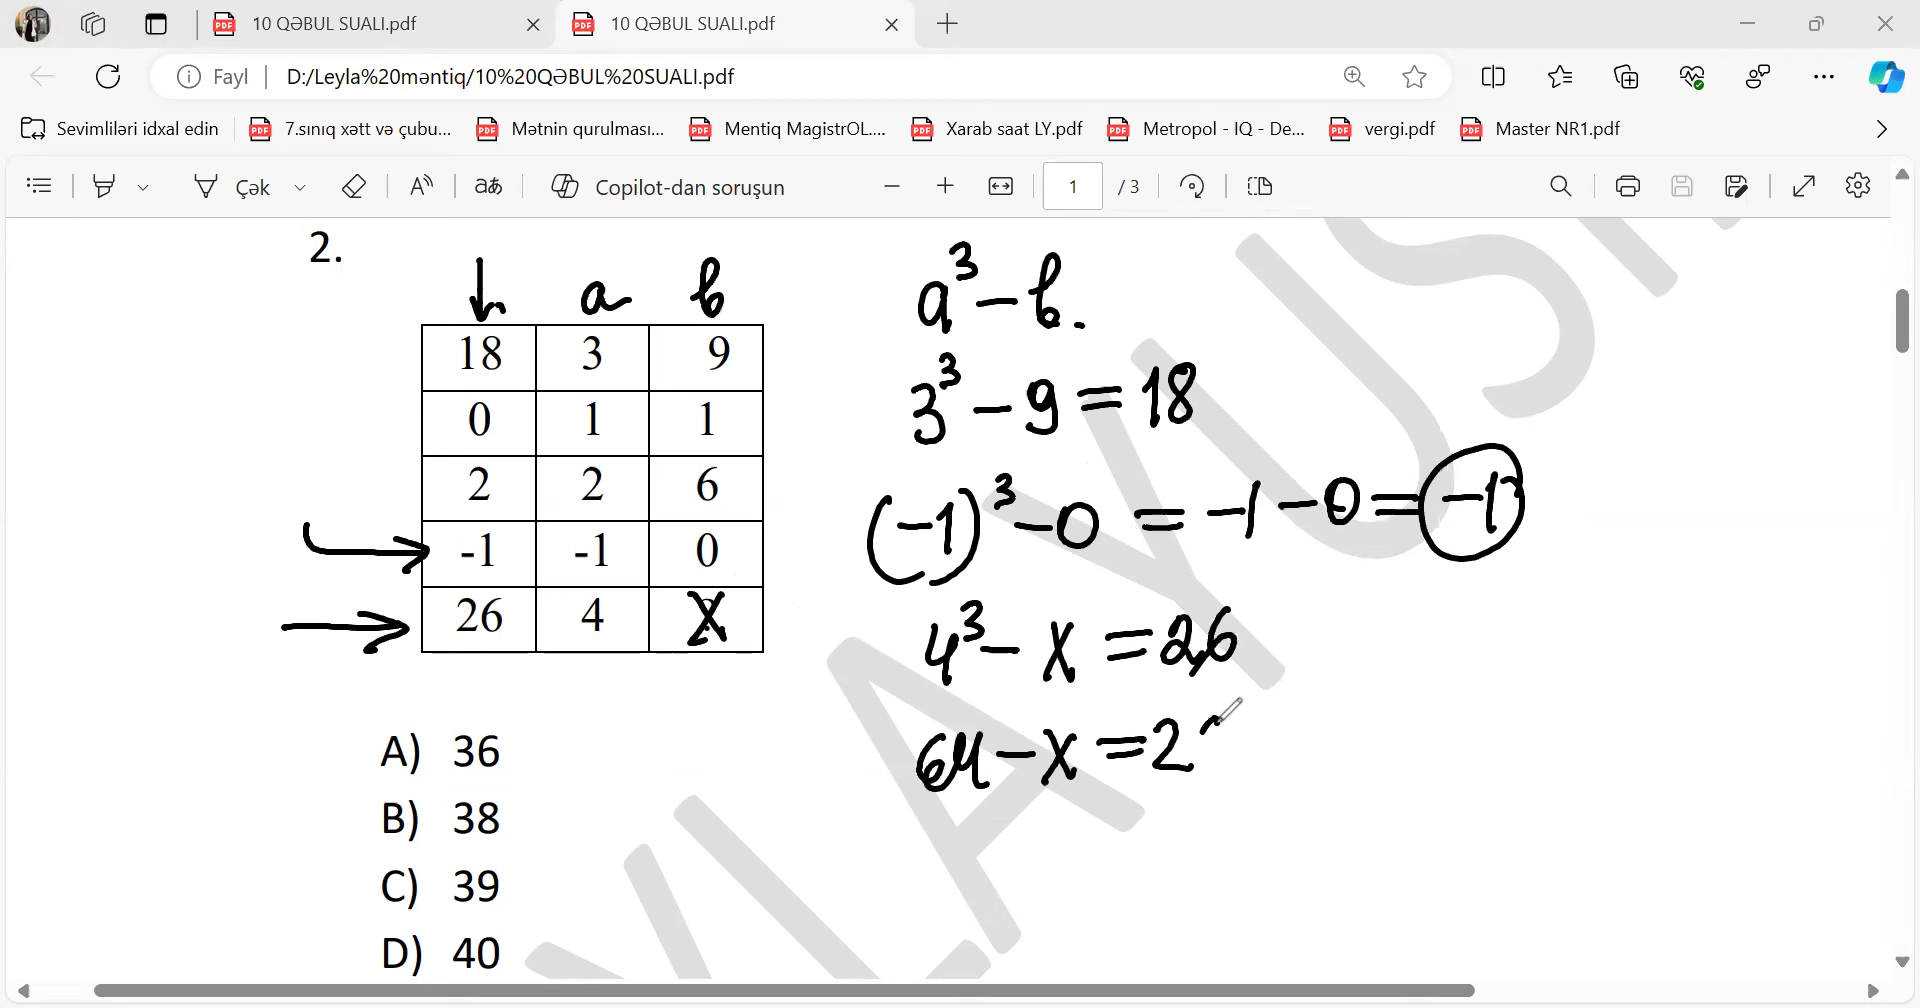 10 QƏBUL SUALI.pdf
10 QƏBUL SUALI.pdf
Fayl D:/Leyla%20məntiq/10%20QƏBUL%20SUALI.pdf
Sevimliləri idxal edin 7.sınıq xətt və çubu... Mətnin qurulması... Mentiq MagistrOL.... Xarab saat LY.pdf Metropol - IQ - De... vergi.pdf Master NR1.pdf
Çək Copilot-dan soruşun 1 / 3
2.
a b
18 3 9
0 1 1
2 2 6
-1 -1 0
26 4 X
a³ - b.
3³ - 9 = 18
(-1)³ - 0 = -1 - 0 = -1
4³ - X = 26
64 - X = 2
A) 36
B) 38
C) 39
D) 40